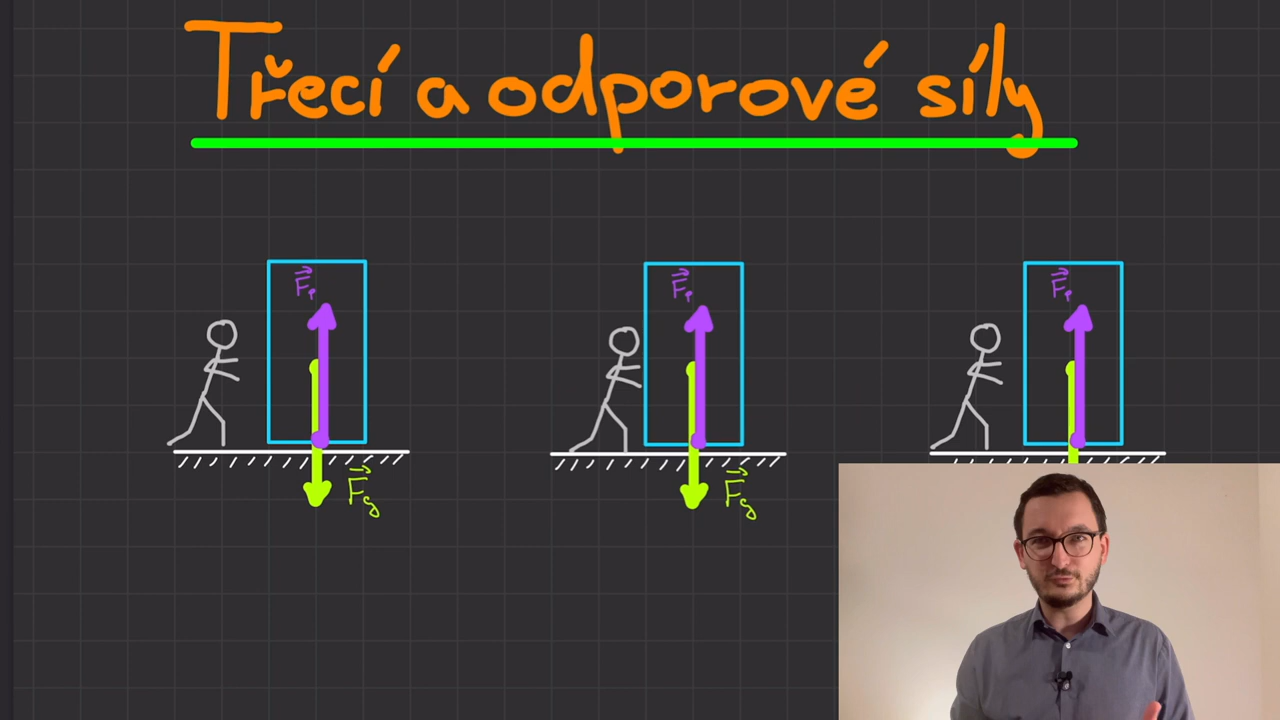 Třecí a odporové síly
F⃗ₚ F⃗ₚ F⃗ₚ
F⃗g F⃗g